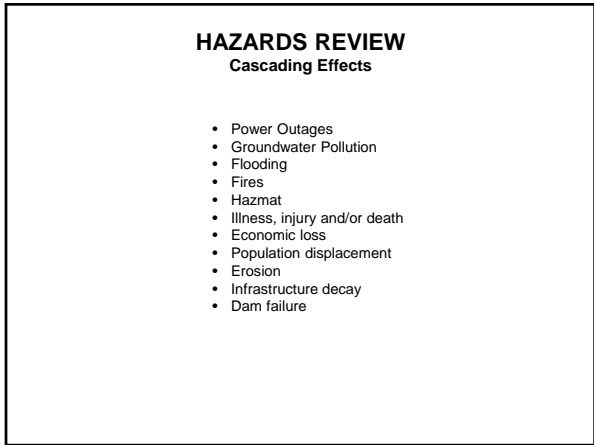 HAZARDS REVIEW
Cascading Effects
• Power Outages
• Groundwater Pollution
• Flooding
• Fires
• Hazmat
• Illness, injury and/or death
• Economic loss
• Population displacement
• Erosion
• Infrastructure decay
• Dam failure